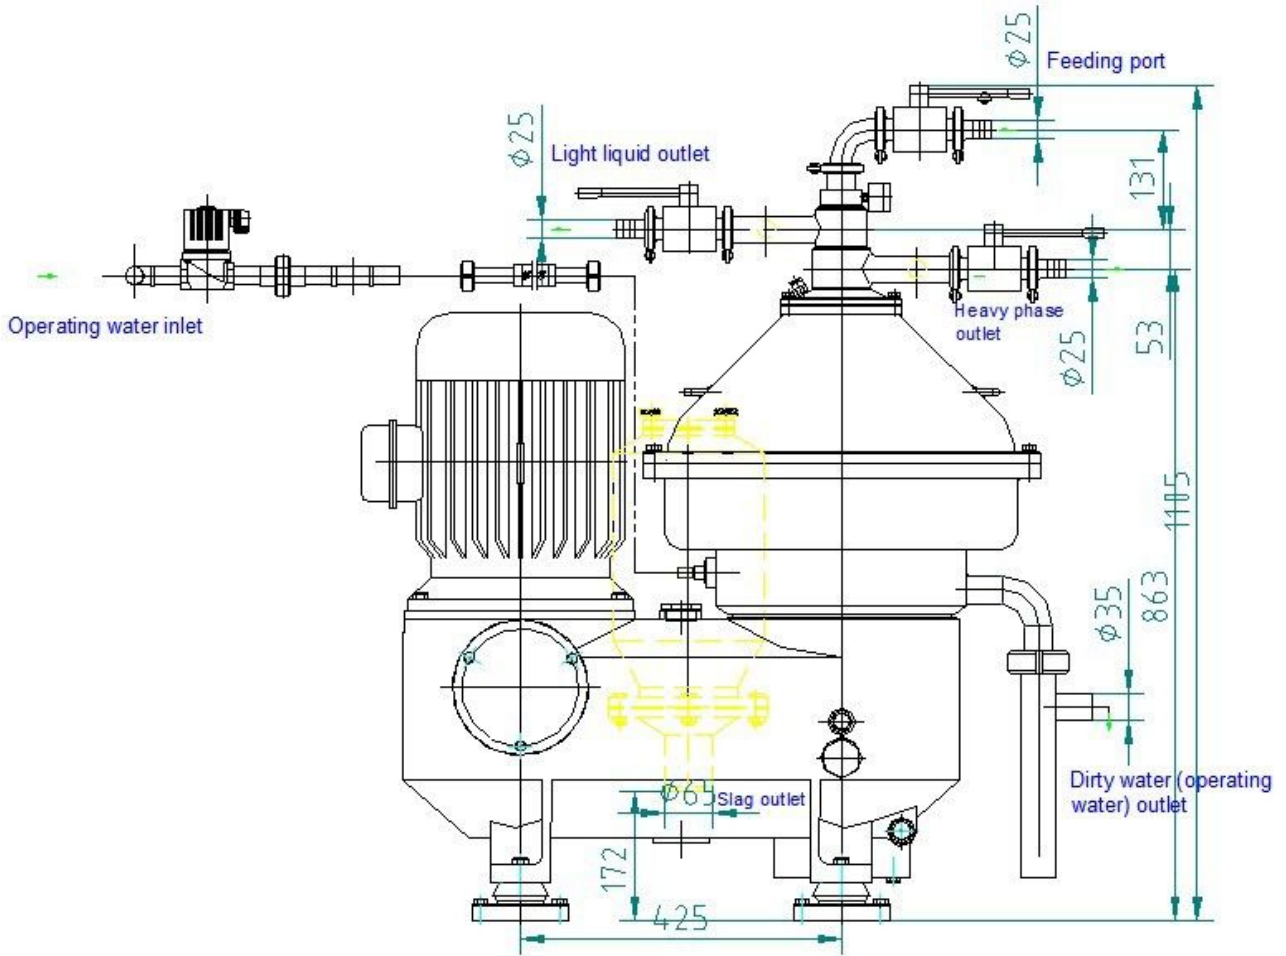 ϕ25
Feeding port
ϕ25
Light liquid outlet
131
Operating water inlet
Heavy phase
outlet
ϕ25
53
1105
863
ϕ35
Dirty water (operating
water) outlet
ϕ65
Slag outlet
172
425